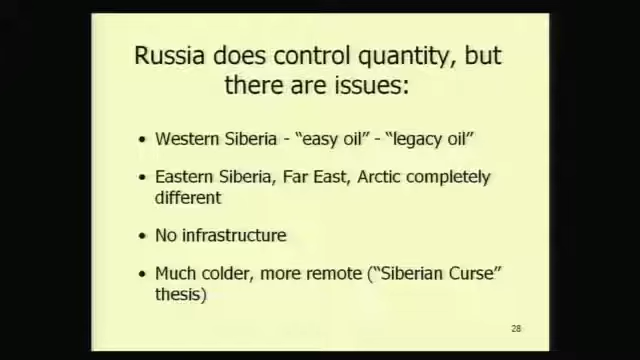 Russia does control quantity, but
there are issues:
• Western Siberia - “easy oil” - “legacy oil”
• Eastern Siberia, Far East, Arctic completely
different
• No infrastructure
• Much colder, more remote (“Siberian Curse”
thesis)
28